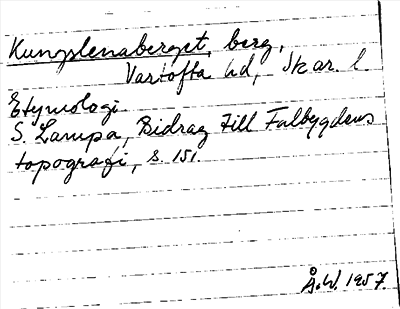 Kungslenaberget, berg,
Vartofta hd, Skar. l.
Etymologi
S. Lampa, Bidrag till Falbygdens
topografi, s. 151.
Å.W. 1957.